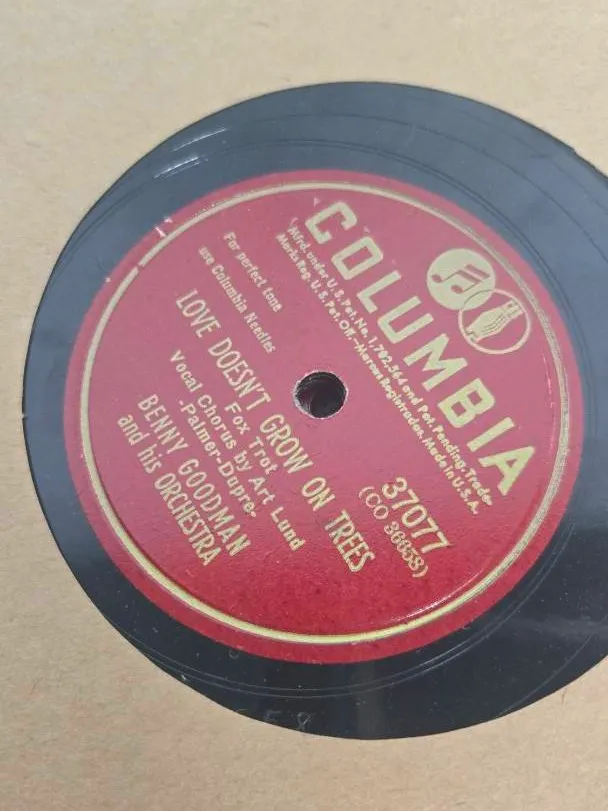 COLUMBIA
Mfrd. under U.S. Pat. No. 1,702,564 and Pat. Pending. Trade
Marks Reg. U.S. Pat. Off.—Marcas Registradas. Made in U.S.A.
For perfect tone
use Columbia Needles
37077
(CO 36658)
LOVE DOESN'T GROW ON TREES
Fox Trot
Vocal Chorus by Art Lund
-Palmer-Dupre-
BENNY GOODMAN
and his ORCHESTRA